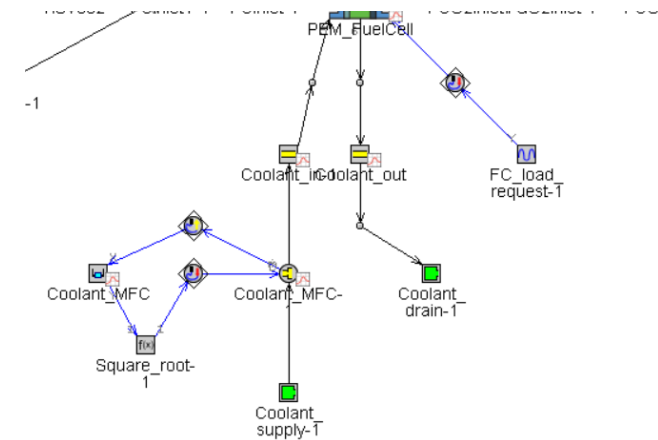 PEM_FuelCell
-1
Coolant_in-1
Coolant_out
FC_load_
request-1
Coolant_MFC
Coolant_MFC-
Coolant_
drain-1
f(x)
Square_root-
1
Coolant_
supply-1